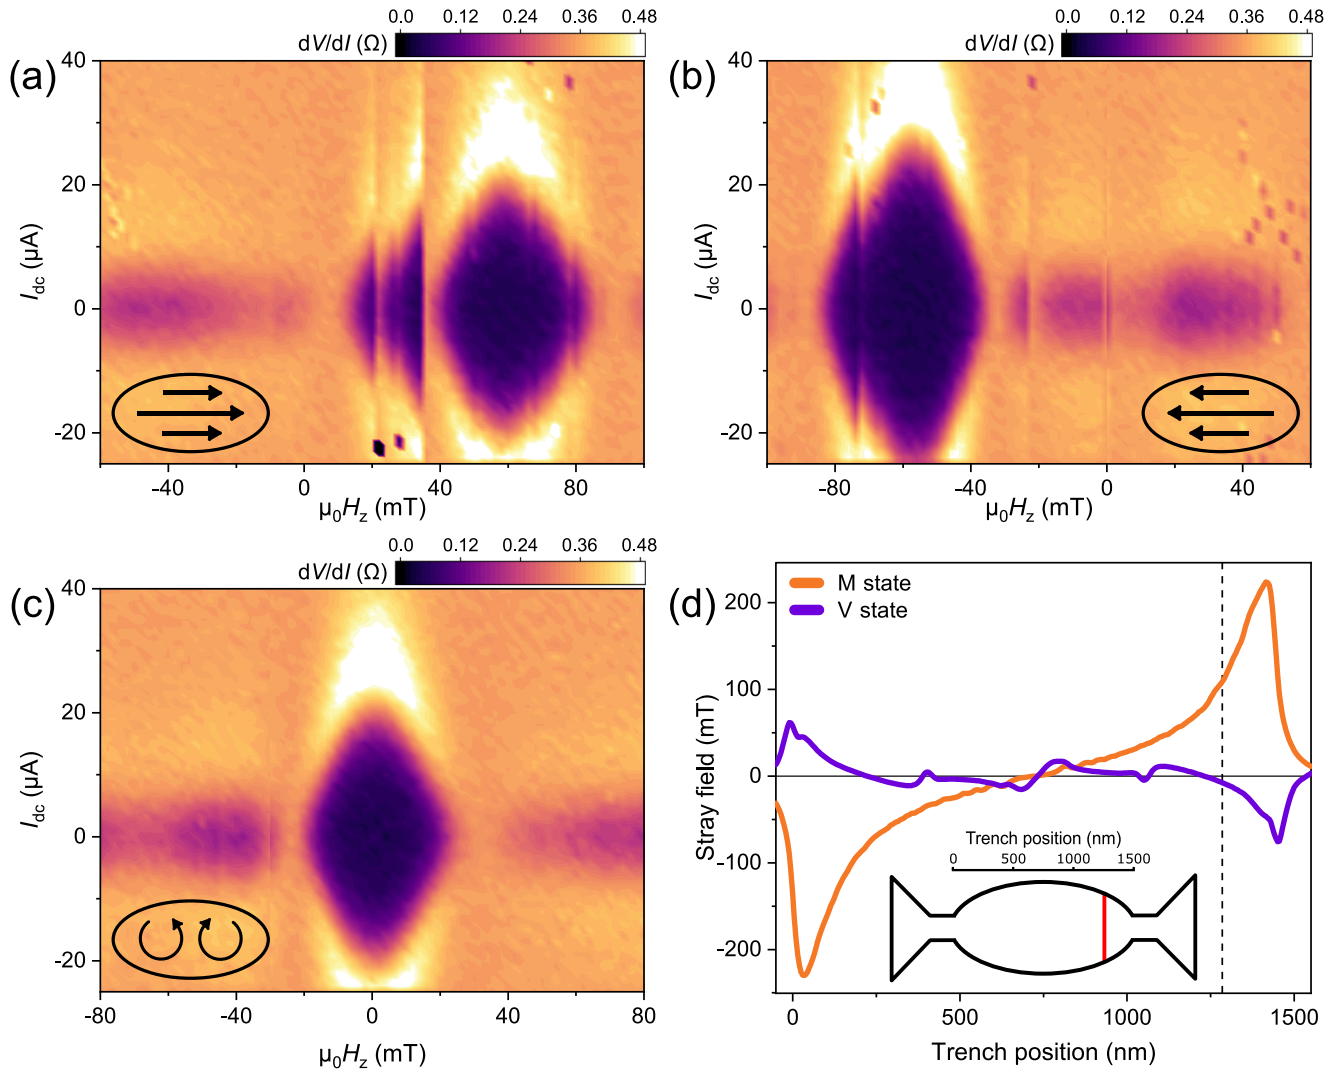 0.0 0.12 0.24 0.36 0.48
dV/dI (Ω)
(a)
40
20
0
-20
I_dc (µA)
-40 0 40 80
µ₀H_z (mT)
0.0 0.12 0.24 0.36 0.48
dV/dI (Ω)
(b)
40
20
0
-20
I_dc (µA)
-80 -40 0 40
µ₀H_z (mT)
0.0 0.12 0.24 0.36 0.48
dV/dI (Ω)
(c)
40
20
0
-20
I_dc (µA)
-80 -40 0 40 80
µ₀H_z (mT)
(d)
M state
V state
200
100
0
-100
-200
Stray field (mT)
Trench position (nm)
0 500 1000 1500
0 500 1000 1500
Trench position (nm)